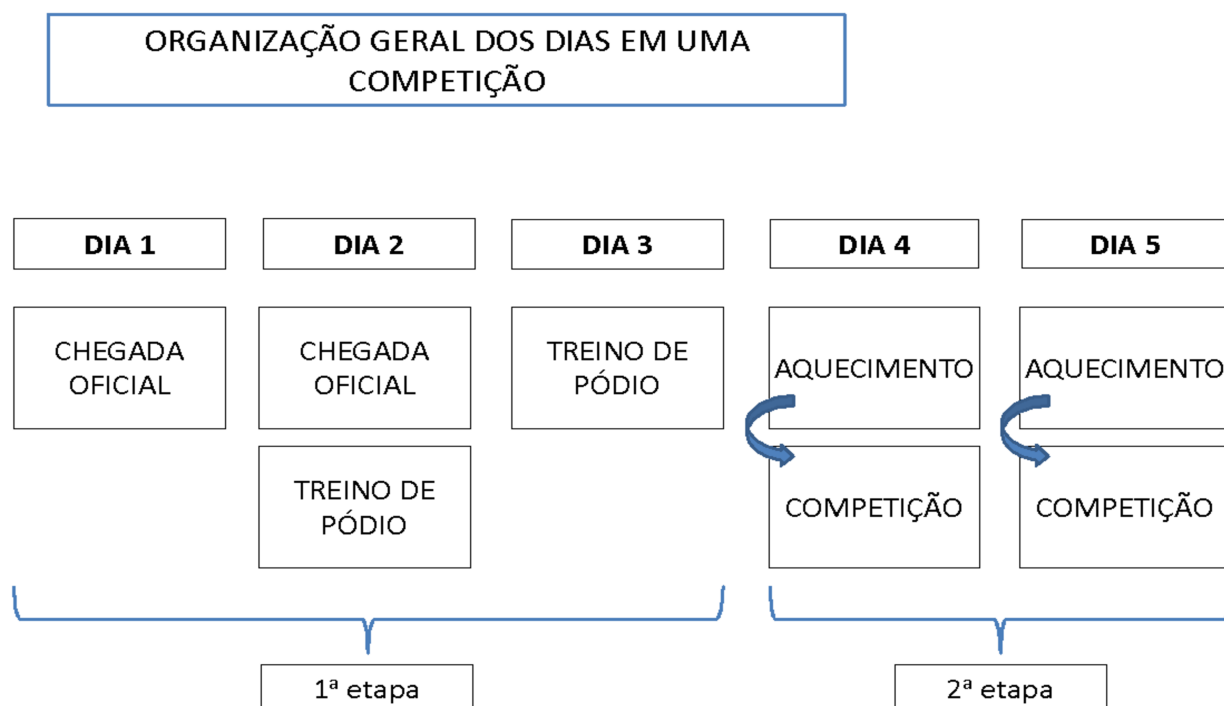 ORGANIZAÇÃO GERAL DOS DIAS EM UMA
COMPETIÇÃO
DIA 1
DIA 2
DIA 3
DIA 4
DIA 5
CHEGADA
OFICIAL
CHEGADA
OFICIAL
TREINO DE
PÓDIO
AQUECIMENTO
AQUECIMENTO
TREINO DE
PÓDIO
COMPETIÇÃO
COMPETIÇÃO
1ª etapa
2ª etapa